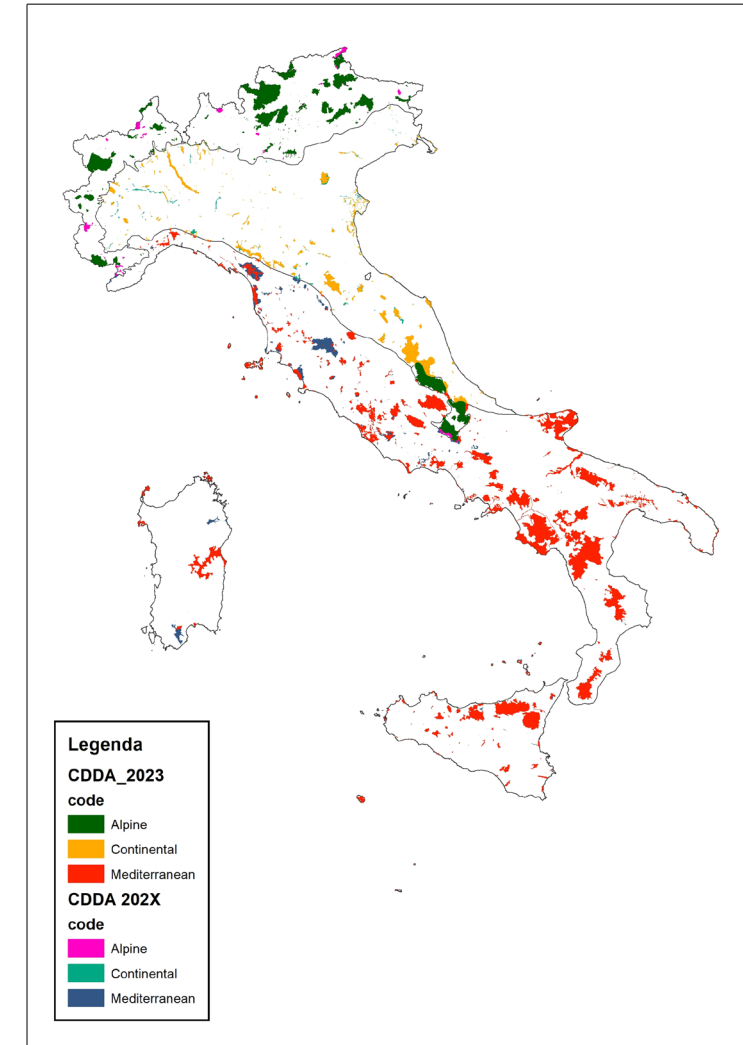 Legenda
CDDA_2023
code
Alpine
Continental
Mediterranean
CDDA 202X
code
Alpine
Continental
Mediterranean